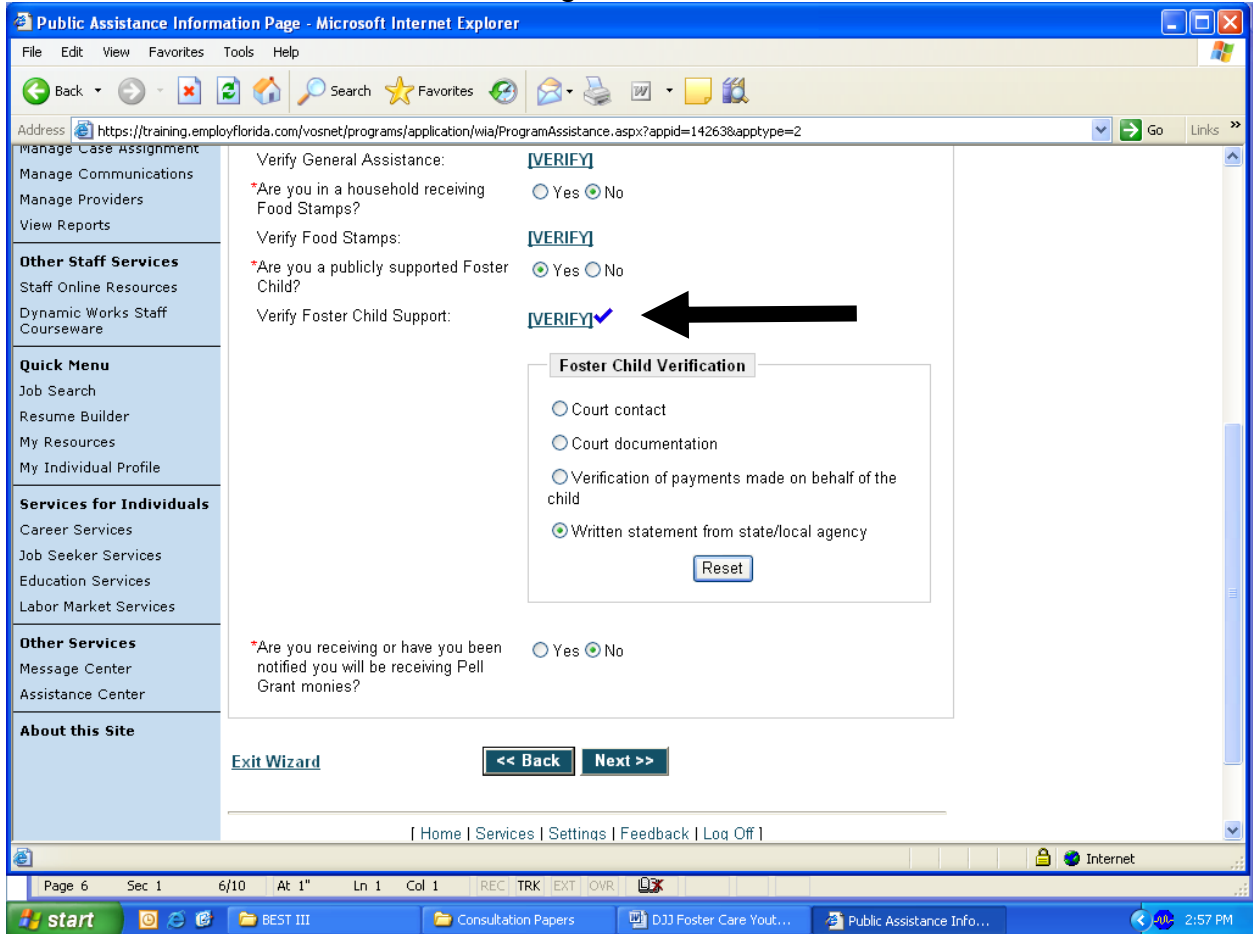 Public Assistance Information Page - Microsoft Internet Explorer
File Edit View Favorites Tools Help
Back Search Favorites
Address https://training.employflorida.com/vosnet/programs/application/wia/ProgramAssistance.aspx?appid=14263&apptype=2 Go Links »
Manage Case Assignment
Manage Communications
Manage Providers
View Reports
Other Staff Services
Staff Online Resources
Dynamic Works Staff
Courseware
Quick Menu
Job Search
Resume Builder
My Resources
My Individual Profile
Services for Individuals
Career Services
Job Seeker Services
Education Services
Labor Market Services
Other Services
Message Center
Assistance Center
About this Site
Verify General Assistance: [VERIFY]
*Are you in a household receiving Yes No
Food Stamps?
Verify Food Stamps: [VERIFY]
*Are you a publicly supported Foster Yes No
Child?
Verify Foster Child Support: [VERIFY]
Foster Child Verification
Court contact
Court documentation
Verification of payments made on behalf of the
child
Written statement from state/local agency
Reset
*Are you receiving or have you been Yes No
notified you will be receiving Pell
Grant monies?
Exit Wizard << Back Next >>
[ Home | Services | Settings | Feedback | Log Off ]
Internet
Page 6 Sec 1 6/10 At 1" Ln 1 Col 1 REC TRK EXT OVR
start BEST III Consultation Papers DJJ Foster Care Yout... Public Assistance Info... 2:57 PM